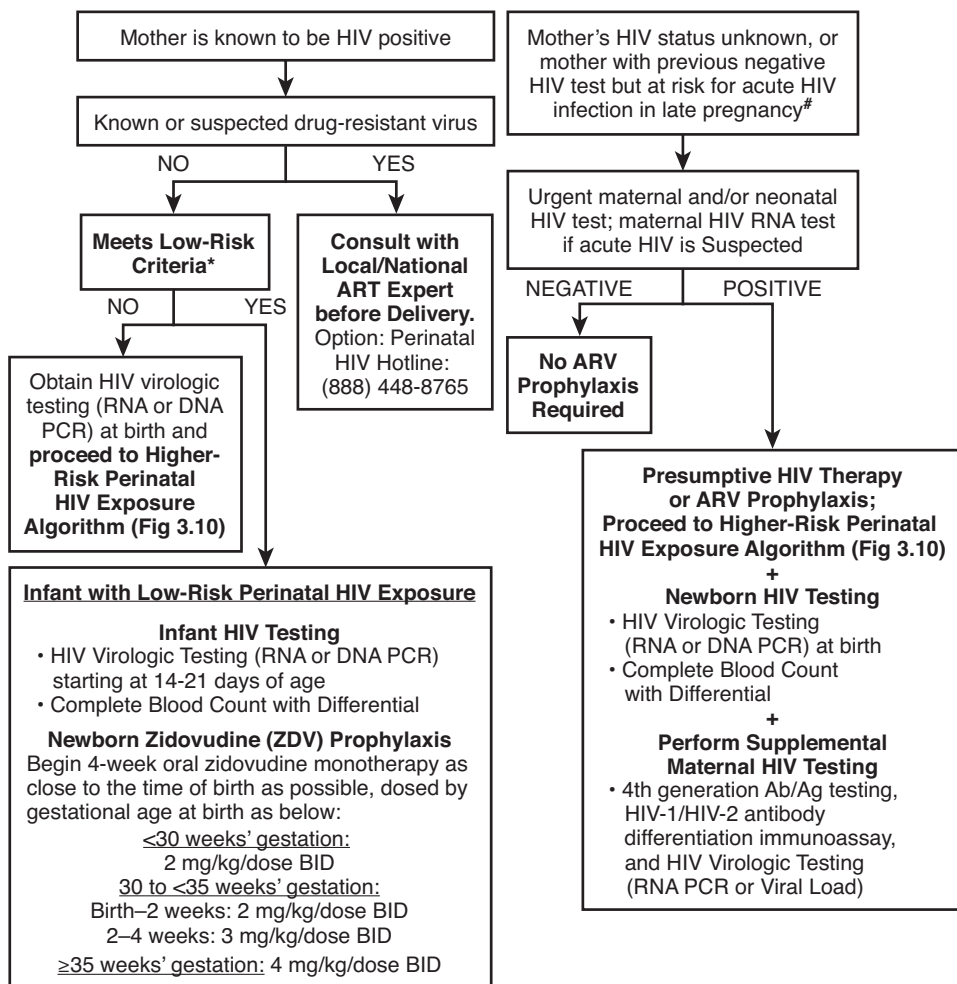 Mother is known to be HIV positive
Known or suspected drug-resistant virus
NO
YES
Meets Low-Risk
Criteria*
NO
YES
Consult with
Local/National
ART Expert
before Delivery.
Option: Perinatal
HIV Hotline:
(888) 448-8765
Obtain HIV virologic
testing (RNA or DNA
PCR) at birth and
proceed to Higher-
Risk Perinatal
HIV Exposure
Algorithm (Fig 3.10)
Infant with Low-Risk Perinatal HIV Exposure
Infant HIV Testing
• HIV Virologic Testing (RNA or DNA PCR)
starting at 14-21 days of age
• Complete Blood Count with Differential
Newborn Zidovudine (ZDV) Prophylaxis
Begin 4-week oral zidovudine monotherapy as
close to the time of birth as possible, dosed by
gestational age at birth as below:
<30 weeks' gestation:
2 mg/kg/dose BID
30 to <35 weeks' gestation:
Birth–2 weeks: 2 mg/kg/dose BID
2–4 weeks: 3 mg/kg/dose BID
≥35 weeks' gestation: 4 mg/kg/dose BID
Mother's HIV status unknown, or
mother with previous negative
HIV test but at risk for acute HIV
infection in late pregnancy#
Urgent maternal and/or neonatal
HIV test; maternal HIV RNA test
if acute HIV is Suspected
NEGATIVE
POSITIVE
No ARV
Prophylaxis
Required
Presumptive HIV Therapy
or ARV Prophylaxis;
Proceed to Higher-Risk Perinatal
HIV Exposure Algorithm (Fig 3.10)
+
Newborn HIV Testing
• HIV Virologic Testing
(RNA or DNA PCR) at birth
• Complete Blood Count
with Differential
+
Perform Supplemental
Maternal HIV Testing
• 4th generation Ab/Ag testing,
HIV-1/HIV-2 antibody
differentiation immunoassay,
and HIV Virologic Testing
(RNA PCR or Viral Load)